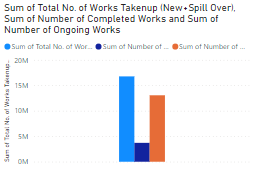 Sum of Total No. of Works Takenup (New+Spill Over),
Sum of Number of Completed Works and Sum of
Number of Ongoing Works
Sum of Total No. of Wor... Sum of Number of ... Sum of Number of ...
Sum of Total No. of Works Takenup...
20M
15M
10M
5M
0M